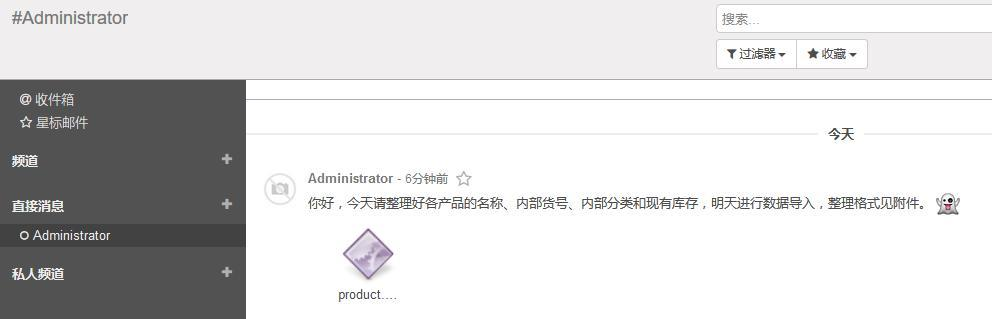 #Administrator
搜索...
过滤器
收藏
@ 收件箱
星标邮件
频道
直接消息
Administrator
私人频道
今天
Administrator - 6分钟前
你好，今天请整理好各产品的名称、内部货号、内部分类和现有库存，明天进行数据导入，整理格式见附件。
product....